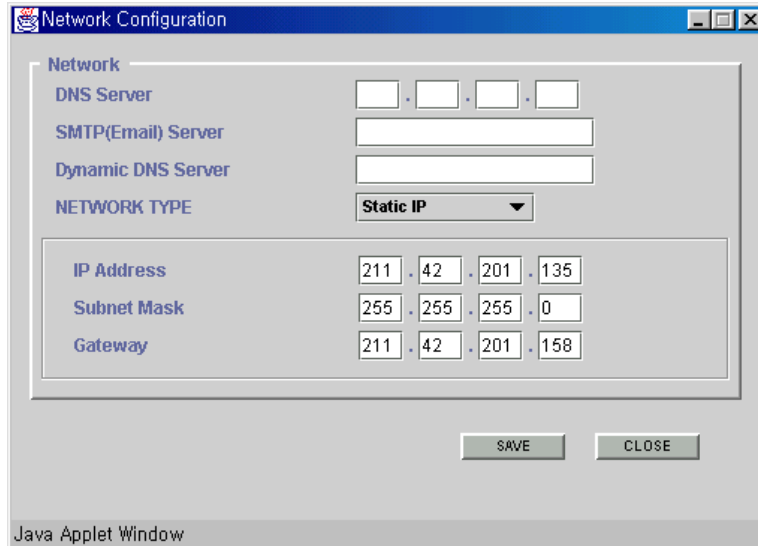 Network Configuration
Network
DNS Server . . .
SMTP(Email) Server
Dynamic DNS Server
NETWORK TYPE Static IP
IP Address 211 . 42 . 201 . 135
Subnet Mask 255 . 255 . 255 . 0
Gateway 211 . 42 . 201 . 158
SAVE CLOSE
Java Applet Window